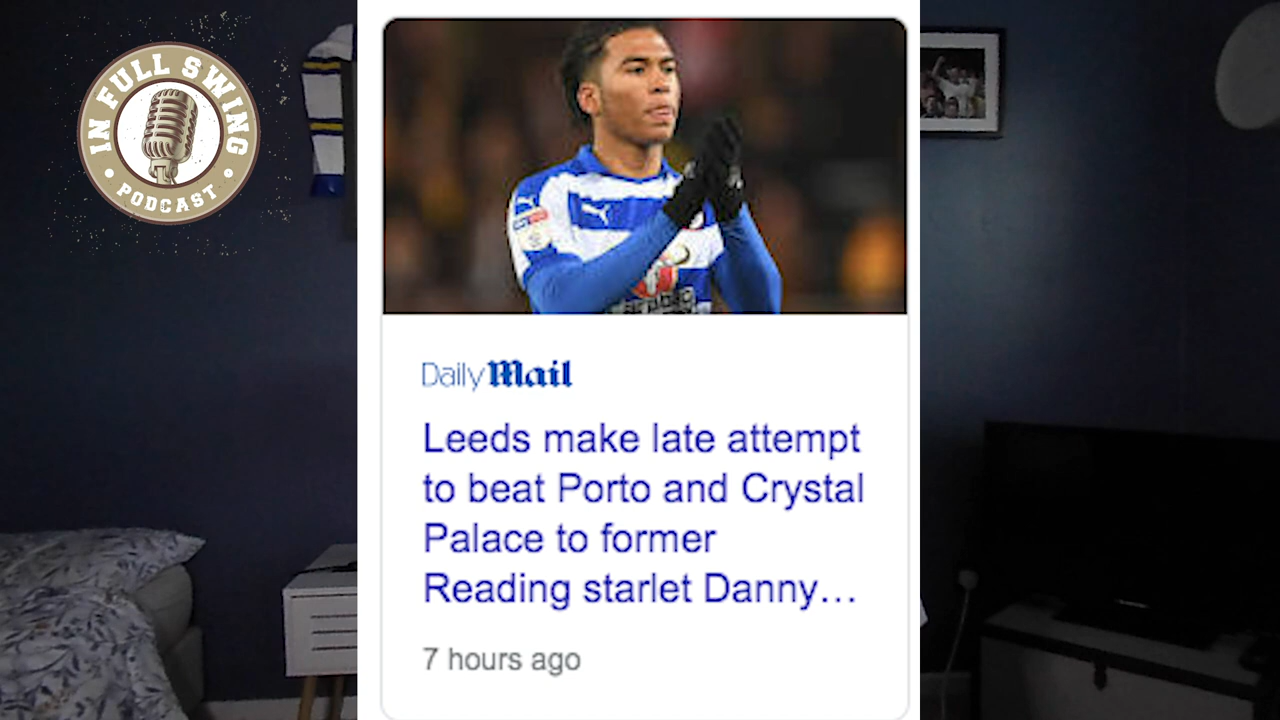 IN FULL SWING
PODCAST
Daily Mail
Leeds make late attempt
to beat Porto and Crystal
Palace to former
Reading starlet Danny...
7 hours ago